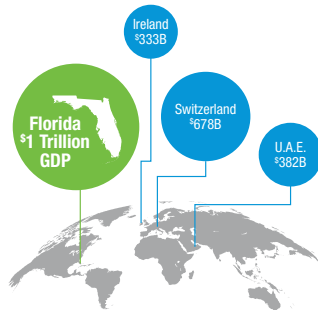 Ireland
$333B
Florida
$1 Trillion
GDP
Switzerland
$678B
U.A.E.
$382B